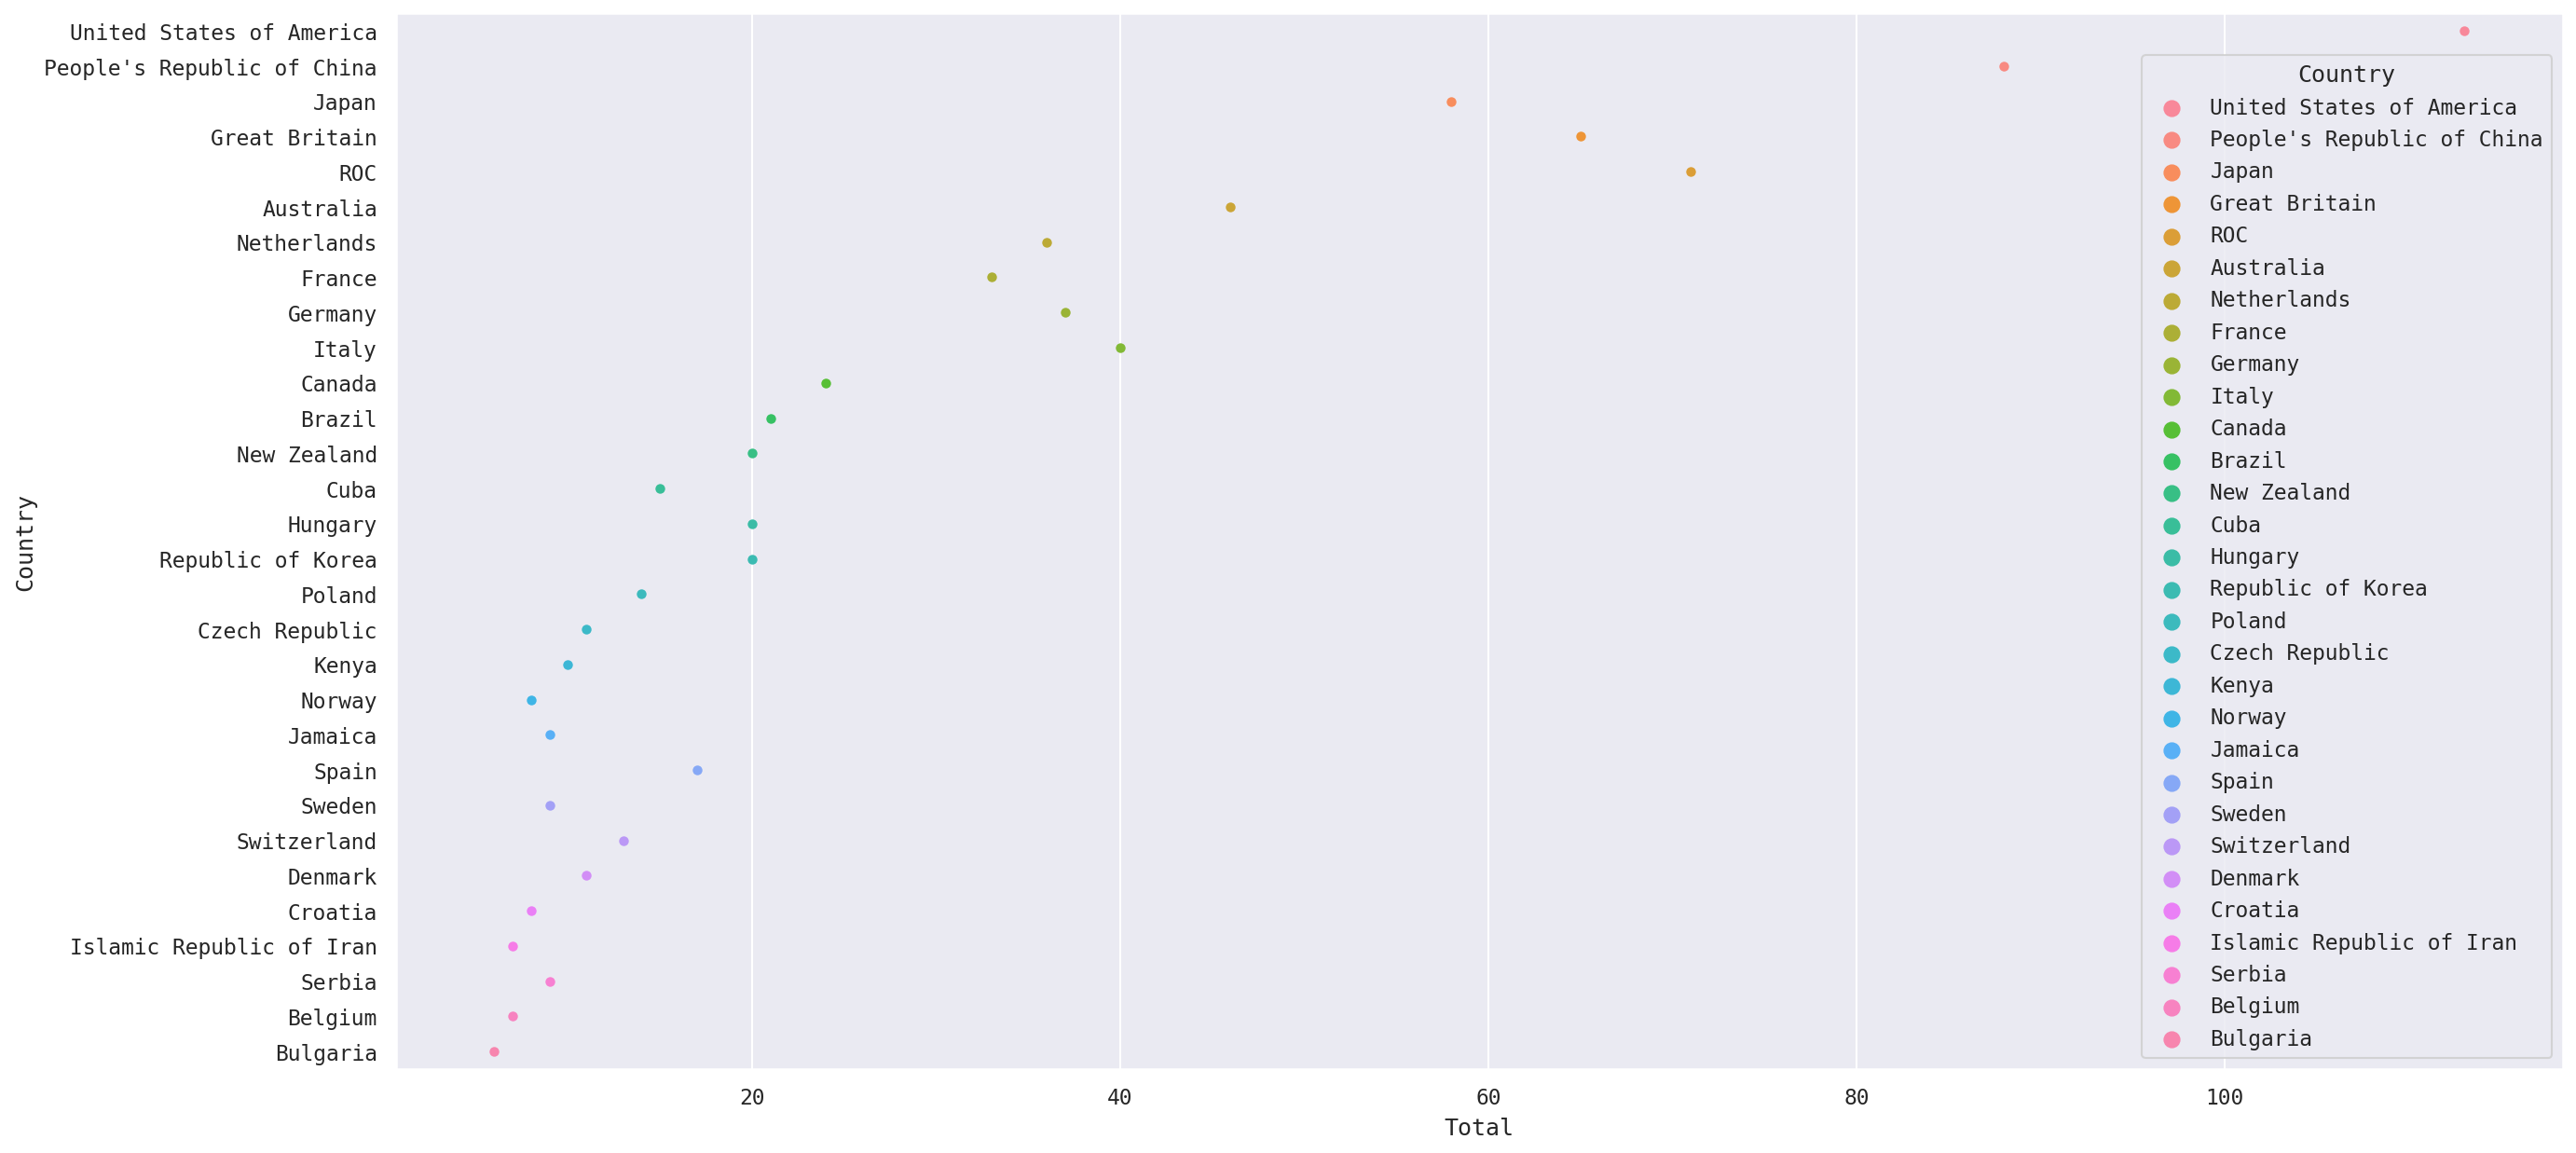 United States of America
People's Republic of China
Japan
Great Britain
ROC
Australia
Netherlands
France
Germany
Italy
Canada
Brazil
New Zealand
Cuba
Hungary
Republic of Korea
Poland
Czech Republic
Kenya
Norway
Jamaica
Spain
Sweden
Switzerland
Denmark
Croatia
Islamic Republic of Iran
Serbia
Belgium
Bulgaria
Country
20 40 60 80 100
Total
Country
United States of America
People's Republic of China
Japan
Great Britain
ROC
Australia
Netherlands
France
Germany
Italy
Canada
Brazil
New Zealand
Cuba
Hungary
Republic of Korea
Poland
Czech Republic
Kenya
Norway
Jamaica
Spain
Sweden
Switzerland
Denmark
Croatia
Islamic Republic of Iran
Serbia
Belgium
Bulgaria